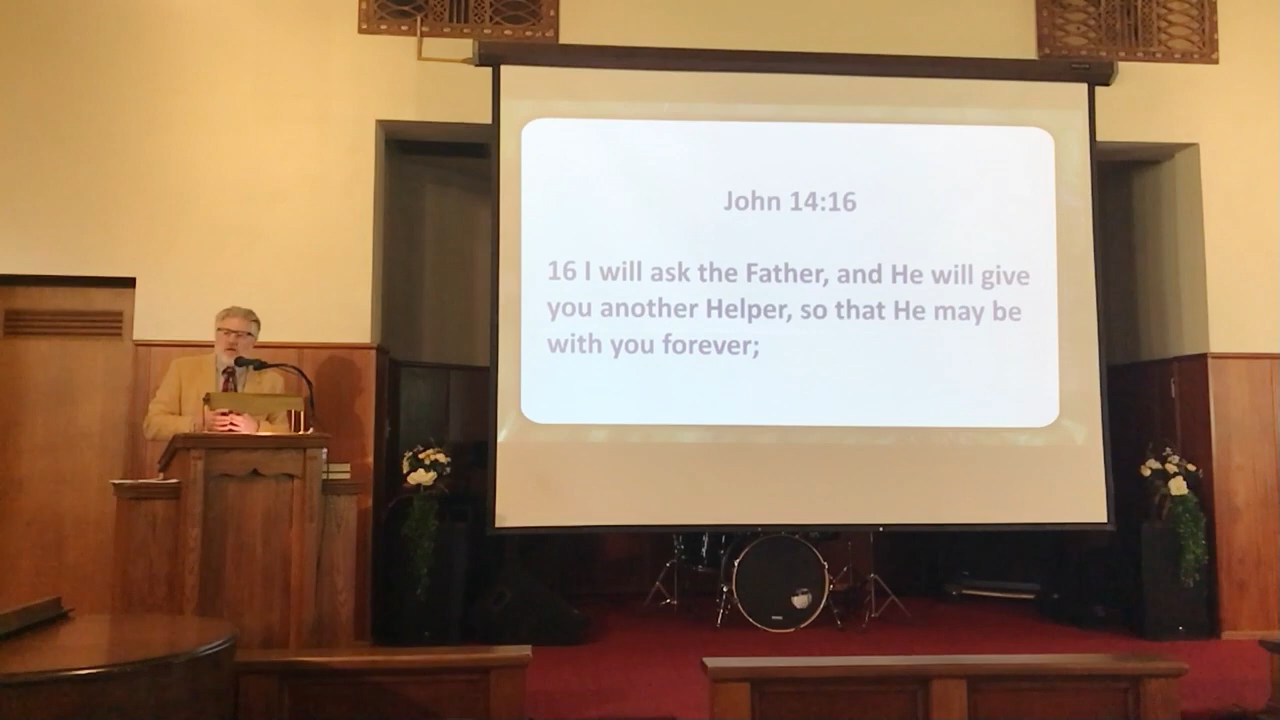 John 14:16
16 I will ask the Father, and He will give
you another Helper, so that He may be
with you forever;